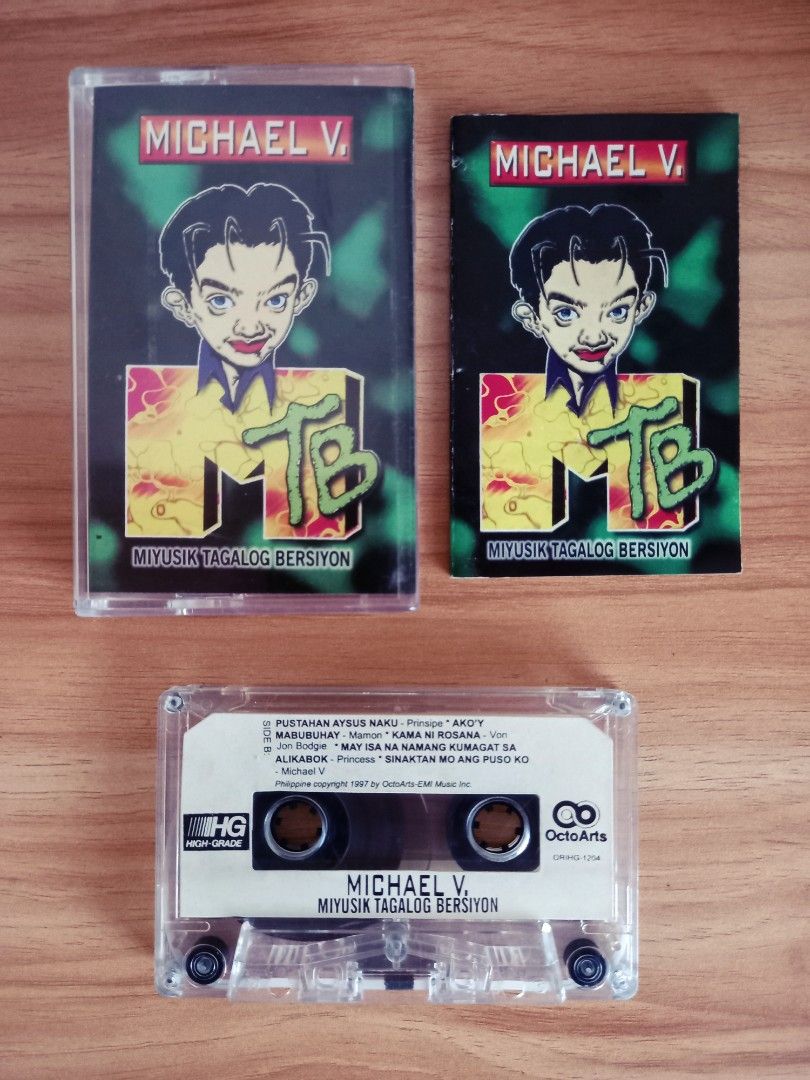 MICHAEL V.
MTB
MIYUSIK TAGALOG BERSIYON
MICHAEL V.
MTB
MIYUSIK TAGALOG BERSIYON
SIDE B
PUSTAHAN AYSUS NAKU - Prinsipe * AKO'Y
MABUBUHAY - Mamon * KAMA NI ROSANA - Von
Jon Bodgie * MAY ISA NA NAMANG KUMAGAT SA
ALIKABOK - Princess * SINAKTAN MO ANG PUSO KO
- Michael V
Philippine copyright 1997 by OctoArts-EMI Music Inc.
HG
HIGH-GRADE
OctoArts
ORIHG-1204
MICHAEL V.
MIYUSIK TAGALOG BERSIYON